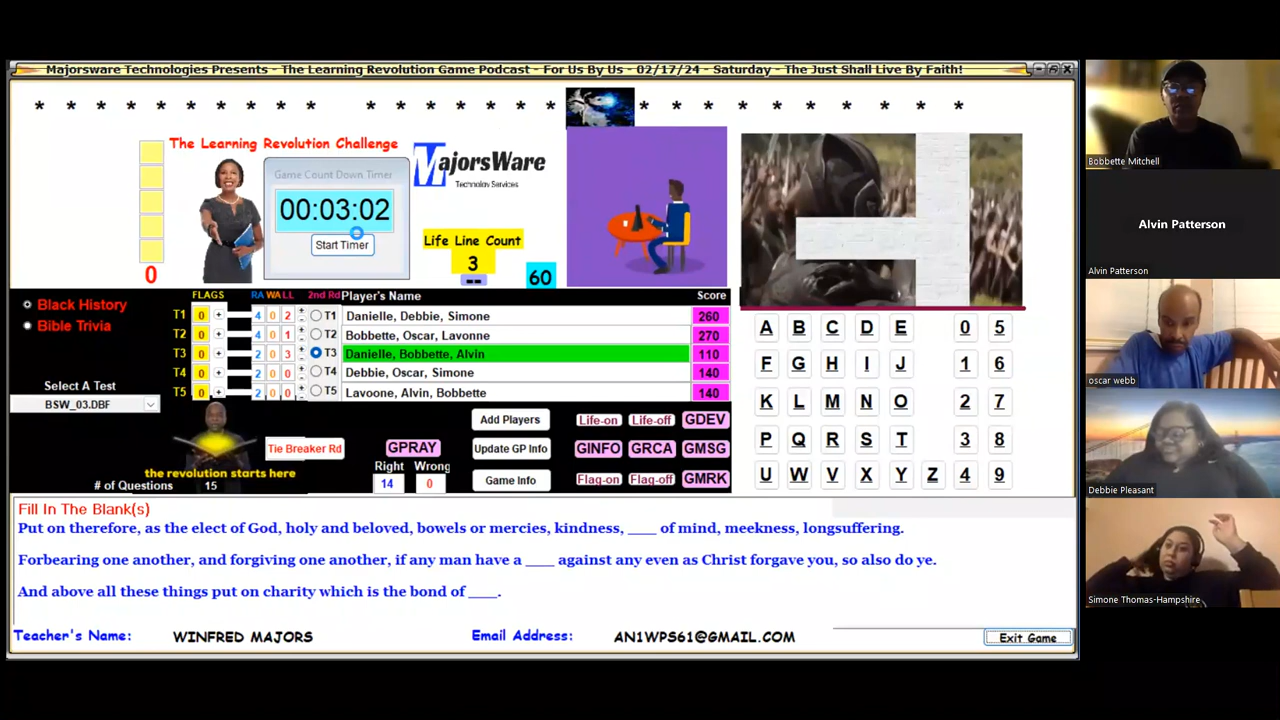 Majorsware Technologies Presents - The Learning Revolution Game Podcast - For Us By Us - 02/17/24 - Saturday - The Just Shall Live By Faith!
* * * * * * * * * * * * * * * * * * * * * * * * * * * *
The Learning Revolution Challenge
Game Count Down Timer
00:03:02
Start Timer
0
MajorsWare
Technology Services
Life Line Count
3
--
60
Black History
Bible Trivia
Select A Test
BSW_03.DBF
FLAGS RA WA LL 2nd Rd Player's Name Score
T1 0 + 4 0 2 T1 Danielle, Debbie, Simone 260
T2 0 + 4 0 1 T2 Bobbette, Oscar, Lavonne 270
T3 0 + 2 0 3 T3 Danielle, Bobbette, Alvin 110
T4 0 + 2 0 0 T4 Debbie, Oscar, Simone 140
T5 0 + 2 0 0 T5 Lavoone, Alvin, Bobbette 140
the revolution starts here
# of Questions 15
Tie Breaker Rd
GPRAY
Right Wrong
14 0
Add Players Life-on Life-off GDEV
Update GP Info GINFO GRCA GMSG
Game Info Flag-on Flag-off GMRK
A B C D E 0 5
F G H I J 1 6
K L M N O 2 7
P Q R S T 3 8
U W V X Y Z 4 9
Fill In The Blank(s)
Put on therefore, as the elect of God, holy and beloved, bowels or mercies, kindness, ____ of mind, meekness, longsuffering.
Forbearing one another, and forgiving one another, if any man have a ____ against any even as Christ forgave you, so also do ye.
And above all these things put on charity which is the bond of ____.
Teacher's Name: WINFRED MAJORS Email Address: AN1WPS61@GMAIL.COM Exit Game
Bobbette Mitchell
Alvin Patterson
Alvin Patterson
oscar webb
Debbie Pleasant
Simone Thomas-Hampshire